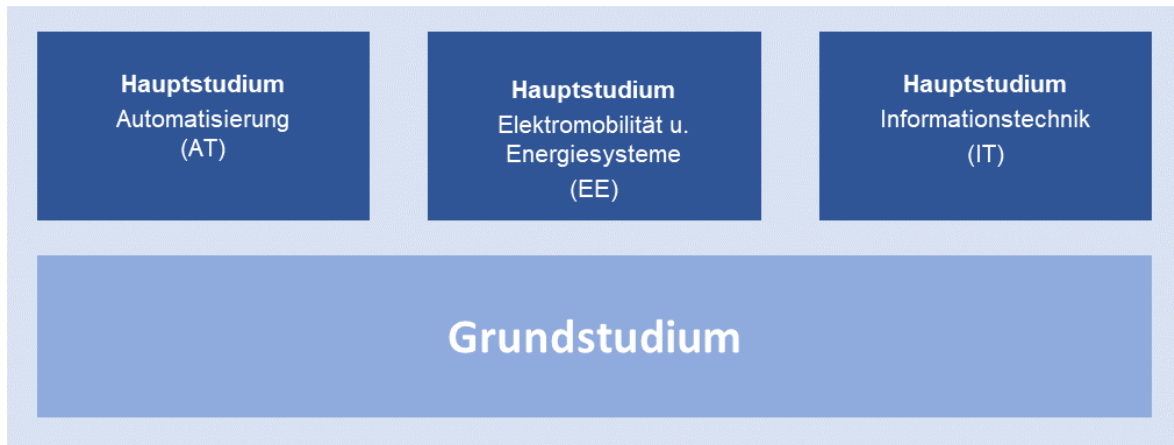 Hauptstudium
Automatisierung
(AT)
Hauptstudium
Elektromobilität u.
Energiesysteme
(EE)
Hauptstudium
Informationstechnik
(IT)
Grundstudium